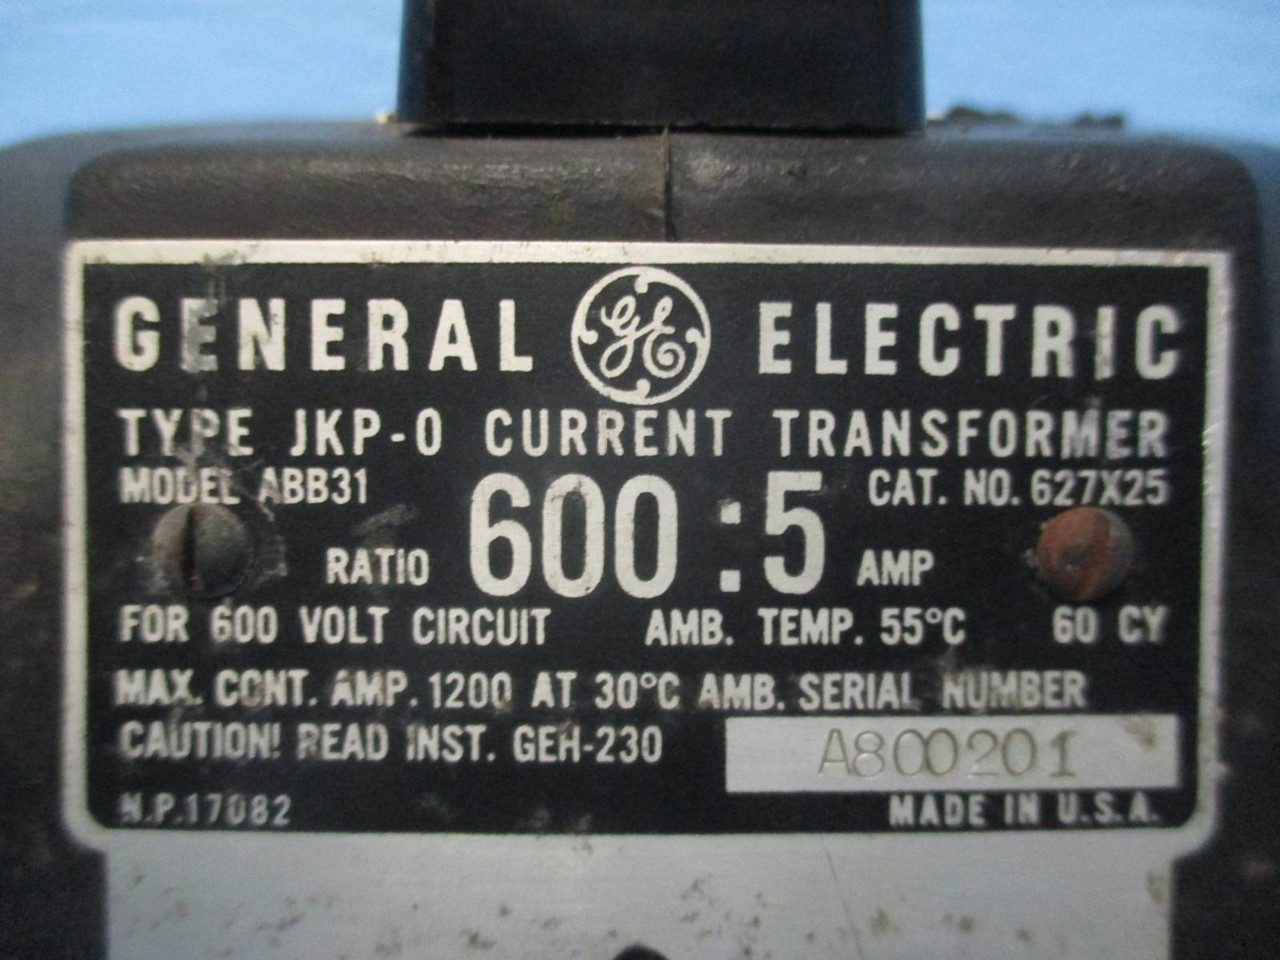 GENERAL GE ELECTRIC
TYPE JKP-0 CURRENT TRANSFORMER
MODEL ABB31 CAT. NO. 627X25
RATIO 600:5 AMP
FOR 600 VOLT CIRCUIT AMB. TEMP. 55°C 60 CY
MAX. CONT. AMP. 1200 AT 30°C AMB. SERIAL NUMBER
CAUTION! READ INST. GEH-230 A800201
N.P.17082 MADE IN U.S.A.